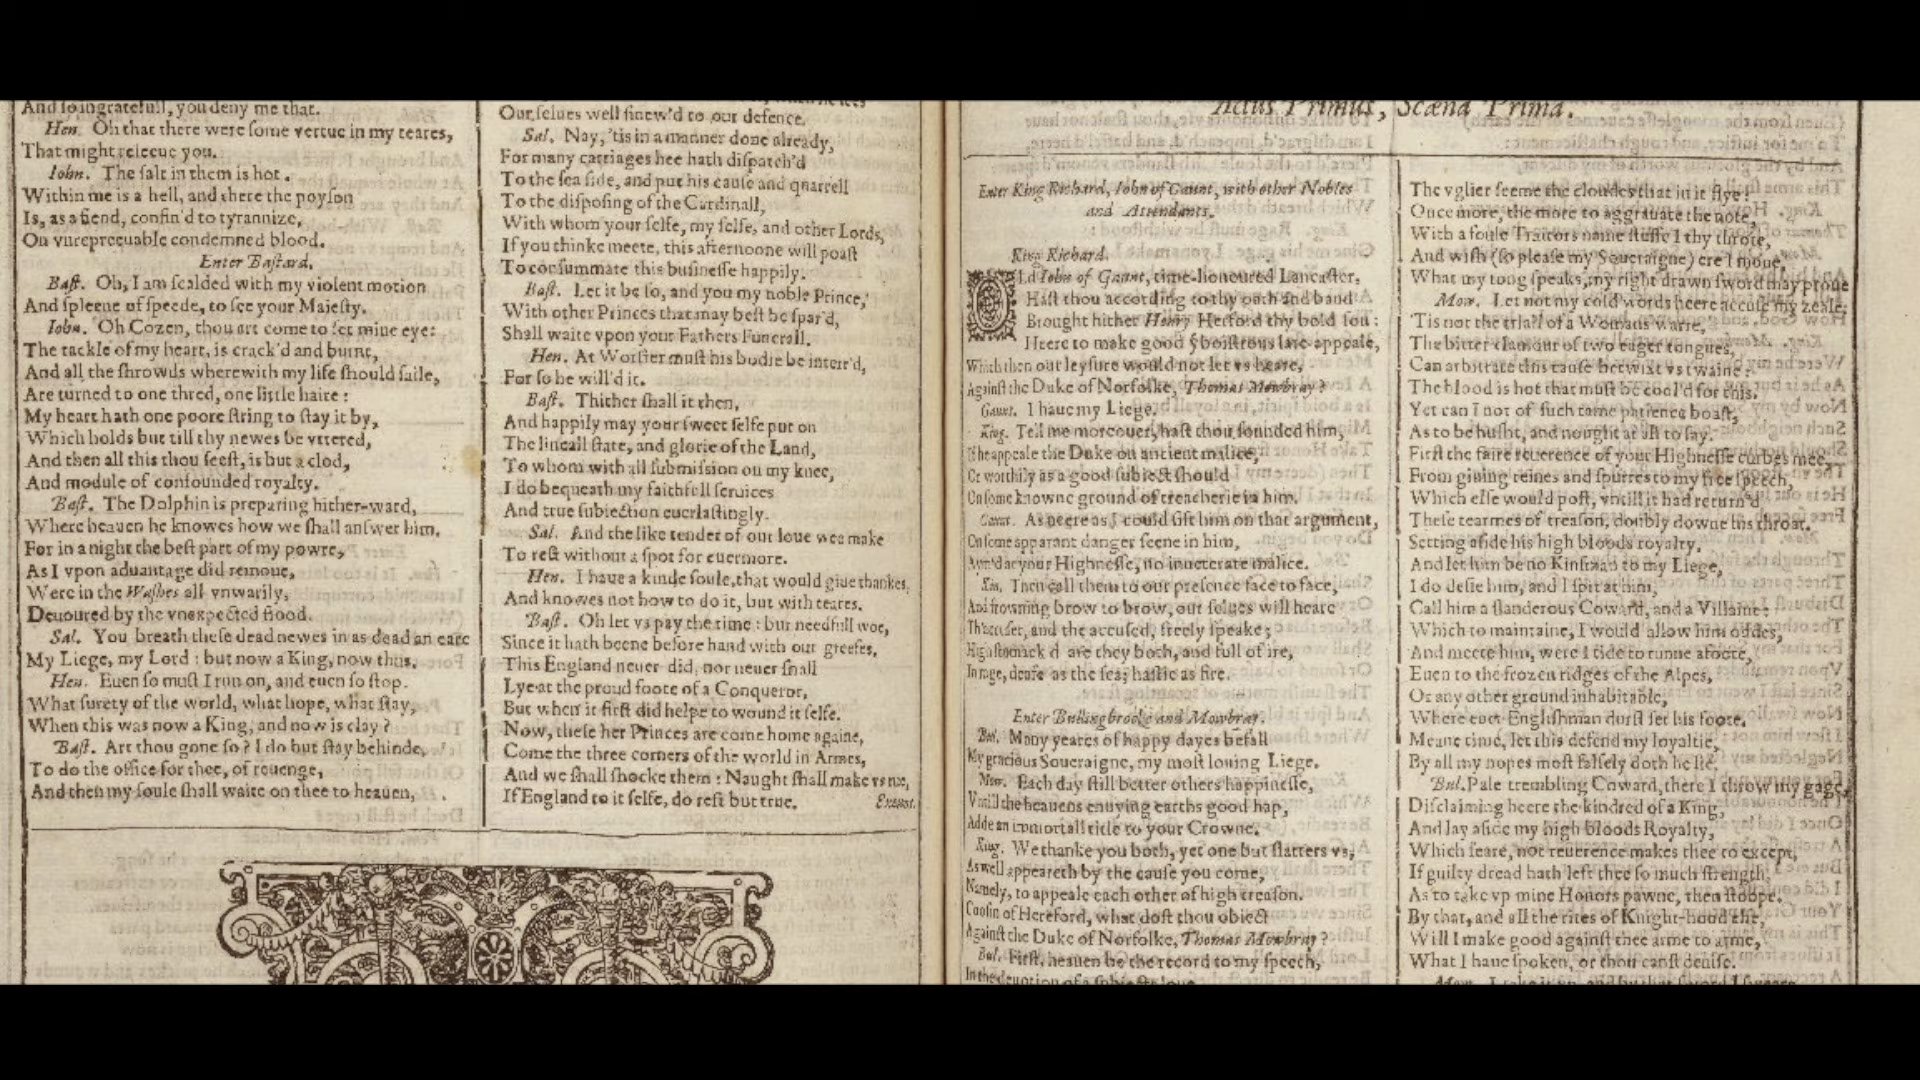 And so ingratefull, you deny me that.
Hen. Oh that there were some vertue in my teares,
That might releeue you.
Iohn. The salt in them is hot.
Within me is a hell, and there the poyson
Is, as a fiend, confin'd to tyrannize,
On vnrepreeuable condemned blood.
Enter Bastard.
Bast. Oh, I am scalded with my violent motion
And spleene of speede, to see your Maiesty.
Iohn. Oh Cozen, thou art come to set mine eye:
The tackle of my heart, is crack'd and burnt,
And all the shrowds wherewith my life should saile,
Are turned to one thred, one little haire:
My heart hath one poore string to stay it by,
Which holds but till thy newes be vttered,
And then all this thou seest, is but a clod,
And module of confounded royalty.
Bast. The Dolphin is preparing hither-ward,
Where heauen he knowes how we shall answer him.
For in a night the best part of my powre,
As I vpon aduantage did remoue,
Were in the Washes all vnwarily,
Deuoured by the vnexpected flood.
Sal. You breath these dead newes in as dead an eare
My Liege, my Lord: but now a King, now thus.
Hen. Euen so must I run on, and euen so stop.
What surety of the world, what hope, what stay,
When this was now a King, and now is clay?
Bast. Art thou gone so? I do but stay behinde,
To do the office for thee, of reuenge,
And then my soule shall waite on thee to heauen,
Our selues well sinew'd to our defence.
Sal. Nay, 'tis in a manner done already,
For many carriages hee hath dispatch'd
To the sea side, and put his cause and quarrell
To the disposing of the Cardinall,
With whom your selfe, my selfe, and other Lords,
If you thinke meete, this afternoone will poast
To consummate this businesse happily.
Bast. Let it be so, and you my noble Prince,
With other Princes that may best be spar'd,
Shall waite vpon your Fathers Funerall.
Hen. At Worster must his bodie be interr'd,
For so he will'd it.
Bast. Thither shall it then,
And happily may your sweet selfe put on
The lineall state, and glorie of the Land,
To whom with all submission on my knee,
I do bequeath my faithfull seruices
And true subiection euerlastingly.
Sal. And the like tender of our loue wee make
To rest without a spot for euermore.
Hen. I haue a kinde soule, that would giue thankes,
And knowes not how to do it, but with teares.
Bast. Oh let vs pay the time: but needfull woe,
Since it hath beene before hand with our greefes.
This England neuer did, nor neuer shall
Lye at the proud foote of a Conqueror,
But when it first did helpe to wound it selfe.
Now, these her Princes are come home againe,
Come the three corners of the world in Armes,
And we shall shocke them: Naught shall make vs rue,
If England to it selfe, do rest but true. Exeunt.
Actus Primus, Scæna Prima.
Enter King Richard, Iohn of Gaunt, with other Nobles
and Attendants.
King Richard.
OLd Iohn of Gaunt, time-honoured Lancaster,
Hast thou according to thy oath and band
Brought hither Henry Herford thy bold son:
Heere to make good ye boistrous late appeale,
Which then our leysure would not let vs heare,
Against the Duke of Norfolke, Thomas Mowbray?
Gaunt. I haue my Liege.
King. Tell me moreouer, hast thou sounded him,
If he appeale the Duke on ancient malice,
Or worthily as a good subiect should
On some knowne ground of treacherie in him.
Gaunt. As neere as I could sift him on that argument,
On some apparant danger seene in him,
Aym'd at your Highnesse, no inueterate malice.
Kin. Then call them to our presence face to face,
And frowning brow to brow, our selues will heare
Th'accuser, and the accused, freely speake;
High stomack'd are they both, and full of ire,
In rage, deafe as the sea; hastie as fire.
Enter Bullingbrooke and Mowbray.
Bul. Many yeares of happy dayes befall
My gracious Soueraigne, my most louing Liege.
Mow. Each day still better others happinesse,
Vntill the heauens enuying earths good hap,
Adde an immortall title to your Crowne.
King. We thanke you both, yet one but flatters vs,
As well appeareth by the cause you come,
Namely, to appeale each other of high treason.
Coosin of Hereford, what dost thou obiect
Against the Duke of Norfolke, Thomas Mowbray?
Bul. First, heauen be the record to my speech,
In the deuotion of a subiects loue,
The vglier seeme the cloudes that in it flye:
Once more, the more to aggrauate the note,
With a foule Traitors name stuffe I thy throte,
And wish (so please my Soueraigne) ere I moue,
What my tong speaks, my right drawn sword may proue
Mow. Let not my cold words heere accuse my zeale:
'Tis not the triall of a Womans warre,
The bitter clamour of two eager tongues,
Can arbitrate this cause betwixt vs twaine:
The blood is hot that must be cool'd for this.
Yet can I not of such tame patience boast,
As to be husht, and nought at all to say.
First the faire reuerence of your Highnesse curbes mee,
From giuing reines and spurres to my free speech,
Which else would post, vntill it had return'd
These tearmes of treason, doubly downe his throat.
Setting aside his high bloods royalty,
And let him be no Kinsman to my Liege,
I do defie him, and I spit at him,
Call him a slanderous Coward, and a Villaine:
Which to maintaine, I would allow him oddes,
And meete him, were I tide to runne afoote,
Euen to the frozen ridges of the Alpes,
Or any other ground inhabitable,
Where euer Englishman durst set his foote.
Meane time, let this defend my loyaltie,
By all my hopes most falsely doth he lie.
Bul. Pale trembling Coward, there I throw my gage,
Disclaiming heere the kindred of a King,
And lay aside my high bloods Royalty,
Which feare, not reuerence makes thee to except.
If guilty dread hath left thee so much strength,
As to take vp mine Honors pawne, then stoope.
By that, and all the rites of Knight-hood else,
Will I make good against thee arme to arme,
What I haue spoken, or thou canst deuise.